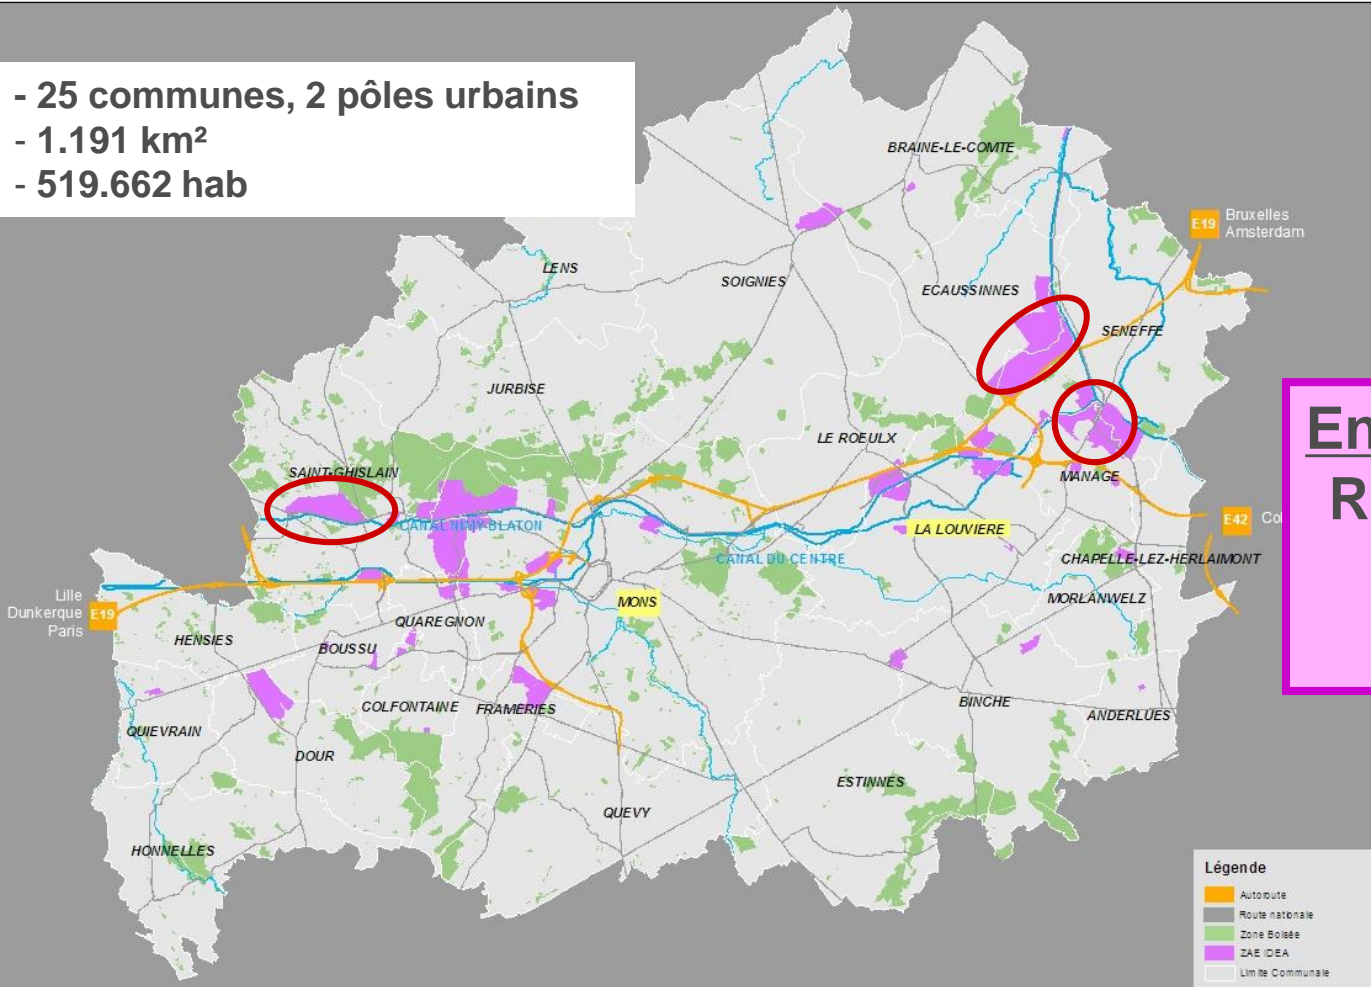 - 25 communes, 2 pôles urbains
- 1.191 km²
- 519.662 hab
BRAINE-LE-COMTE
E19 Bruxelles
Amsterdam
LENS
SOIGNIES
ECAUSSINNES
SENEFFE
JURBISE
LE ROEULX
SAINT-GHISLAIN
MANAGE
CANAL NIMY-BLATON
LA LOUVIERE
E42
CANAL DU CENTRE
CHAPELLE-LEZ-HERLAIMONT
Lille
Dunkerque
Paris
E19
MONS
MORLANWELZ
QUAREGNON
HENSIES
BOUSSU
COLFONTAINE
FRAMERIES
BINCHE
ANDERLUES
QUIEVRAIN
DOUR
ESTINNES
QUEVY
HONNELLES
Légende
Autoroute
Route nationale
Zone Boisée
ZAE IDEA
Limite Communale